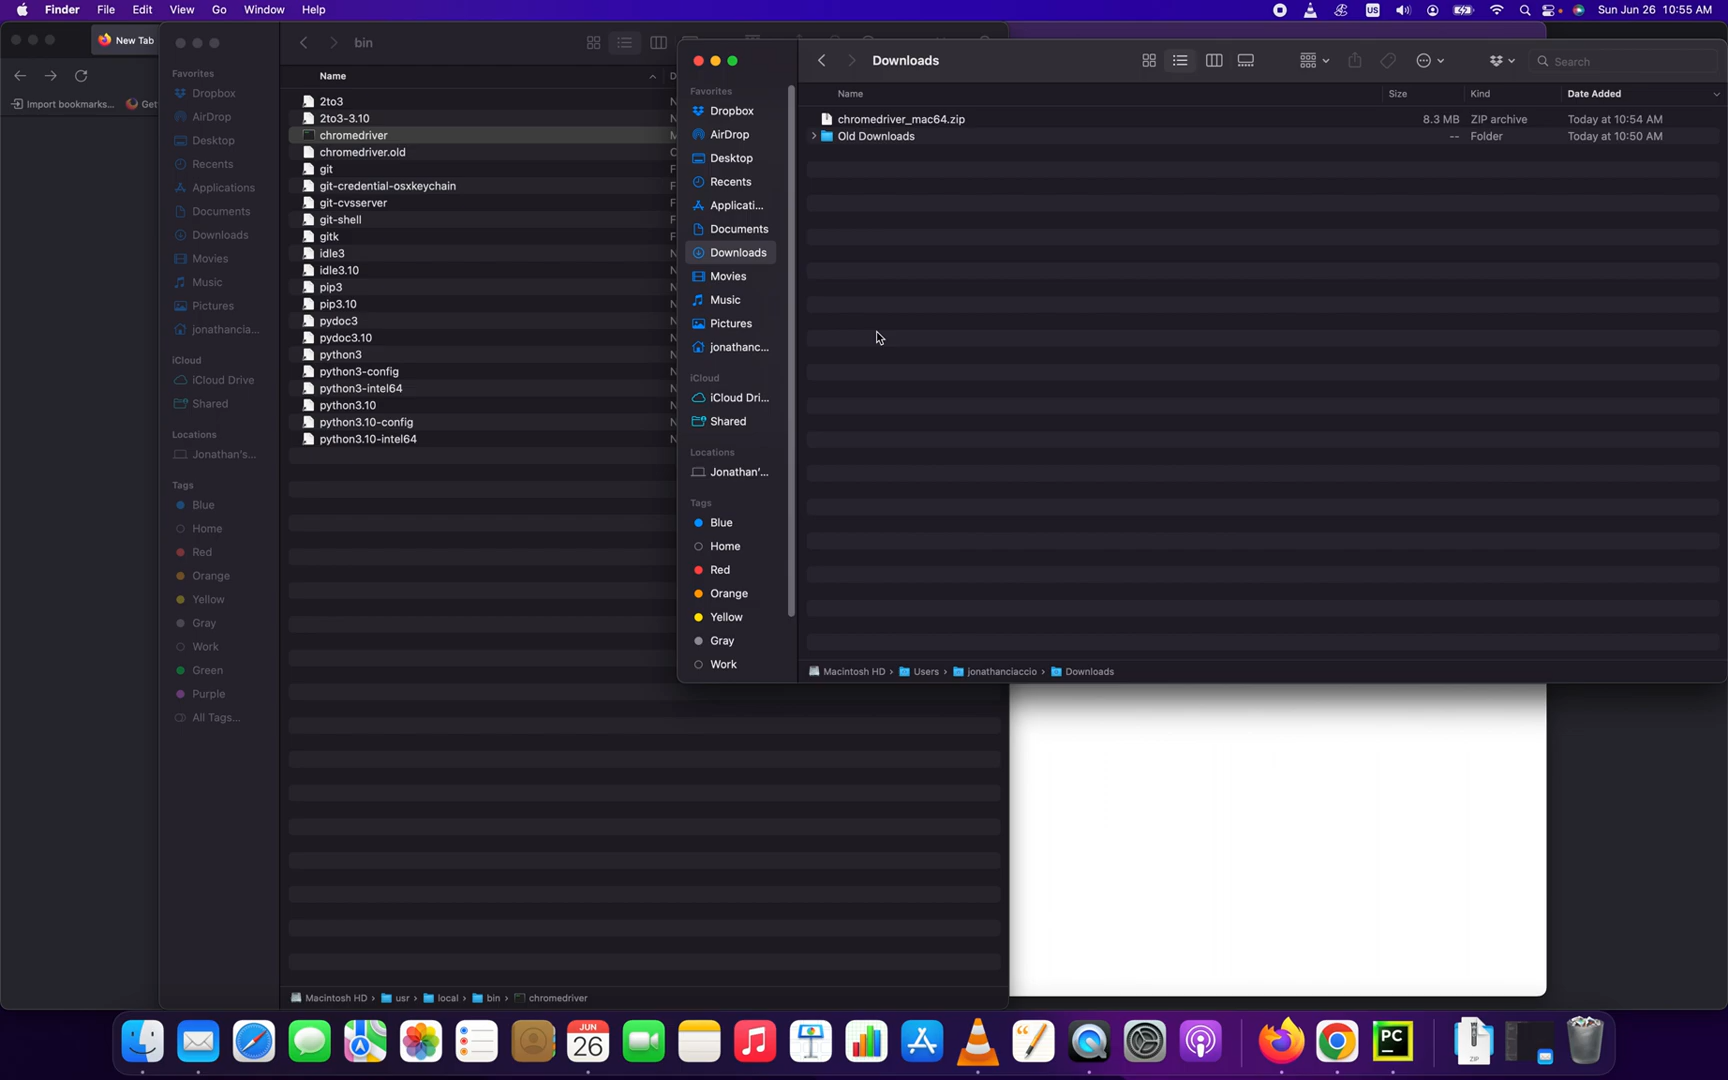 Finder File Edit View Go Window Help
US
Sun Jun 26 10:55 AM
New Tab
Import bookmarks...
Get
bin
Name
2to3
2to3-3.10
chromedriver
chromedriver.old
git
git-credential-osxkeychain
git-cvsserver
git-shell
gitk
idle3
idle3.10
pip3
pip3.10
pydoc3
pydoc3.10
python3
python3-config
python3-intel64
python3.10
python3.10-config
python3.10-intel64
Macintosh HD › usr › local › bin › chromedriver
Favorites
Dropbox
AirDrop
Desktop
Recents
Applications
Documents
Downloads
Movies
Music
Pictures
jonathancia...
iCloud
iCloud Drive
Shared
Locations
Jonathan's...
Tags
Blue
Home
Red
Orange
Yellow
Gray
Work
Green
Purple
All Tags...
Downloads
Search
Name Size Kind Date Added
chromedriver_mac64.zip 8.3 MB ZIP archive Today at 10:54 AM
Old Downloads -- Folder Today at 10:50 AM
Favorites
Dropbox
AirDrop
Desktop
Recents
Applicati...
Documents
Downloads
Movies
Music
Pictures
jonathanc...
iCloud
iCloud Dri...
Shared
Locations
Jonathan'...
Tags
Blue
Home
Red
Orange
Yellow
Gray
Work
Macintosh HD › Users › jonathanciaccio › Downloads
JUN
26
PC
ZIP